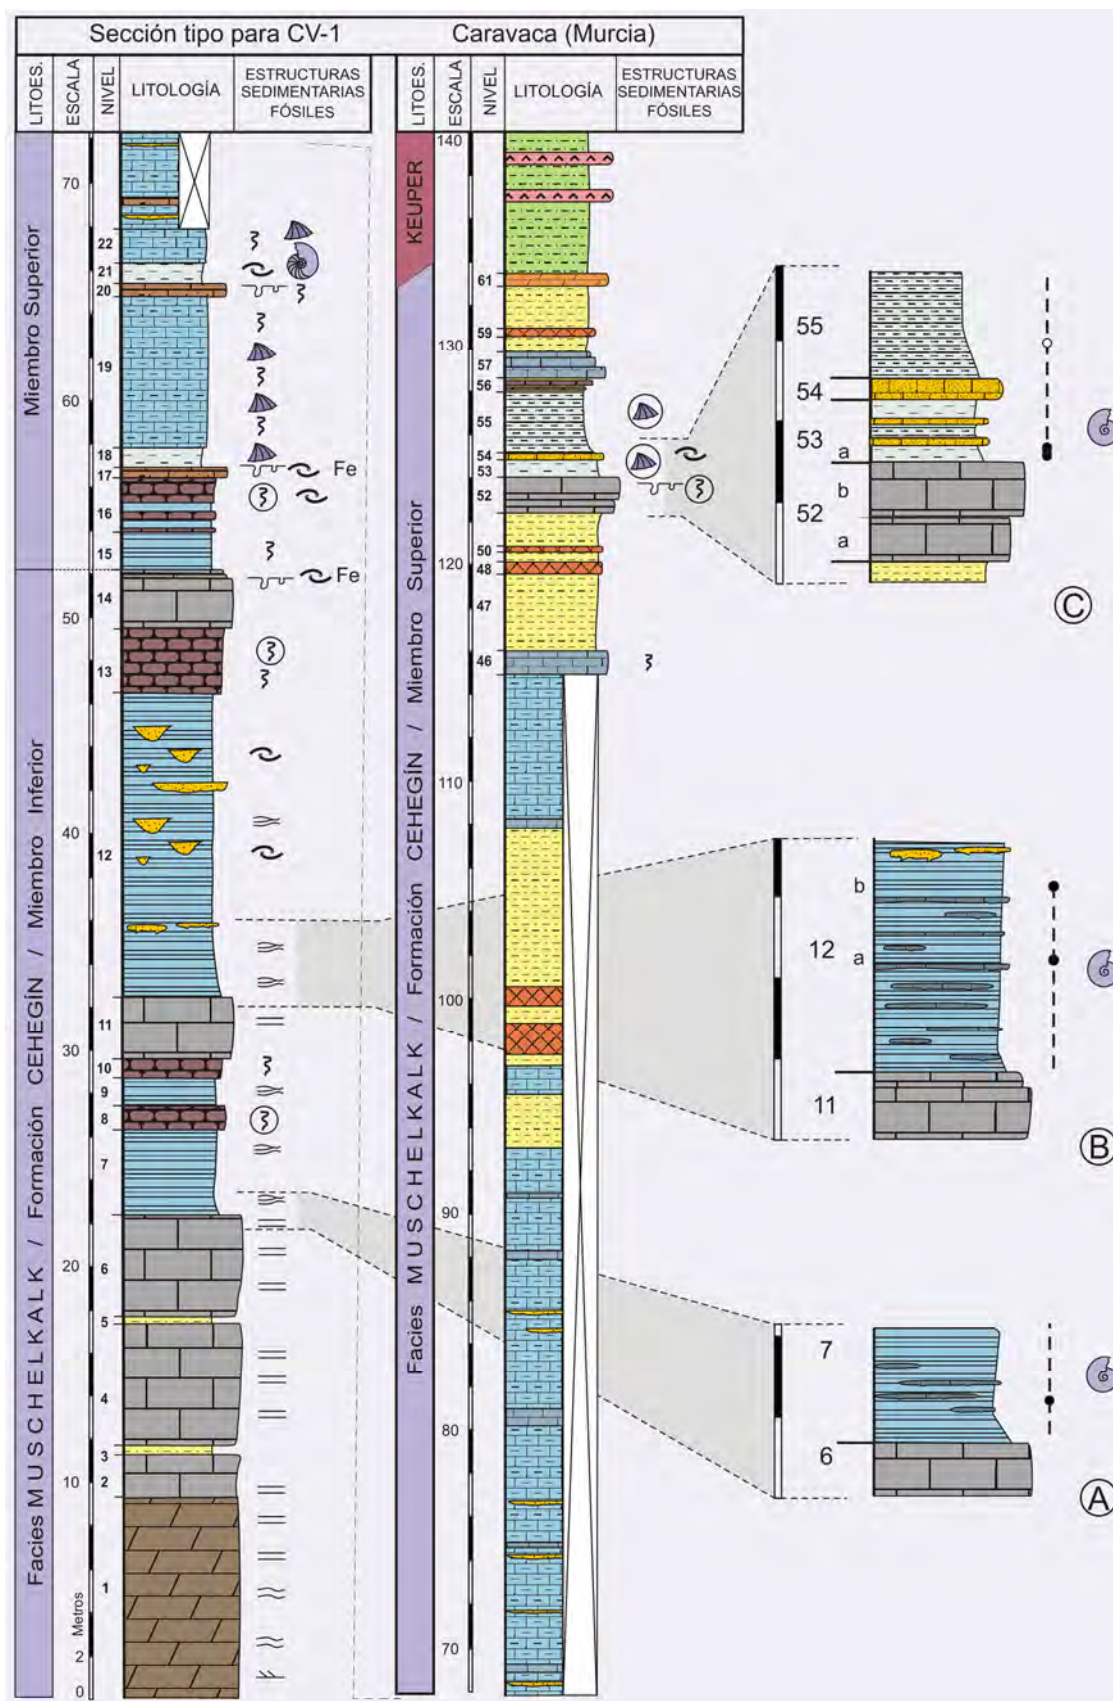 Sección tipo para CV-1
Caravaca (Murcia)
LITOES.
ESCALA
NIVEL
LITOLOGÍA
ESTRUCTURAS
SEDIMENTARIAS
FÓSILES
LITOES.
ESCALA
NIVEL
LITOLOGÍA
ESTRUCTURAS
SEDIMENTARIAS
FÓSILES
Miembro Superior
Facies MUSCHELKALK / Formación CEHEGÍN / Miembro Inferior
70
60
50
40
30
20
10
Metros
2
0
22
21
20
19
18
17
16
15
14
13
12
11
10
9
8
7
6
5
4
3
2
1
Fe
Fe
KEUPER
Facies MUSCHELKALK / Formación CEHEGÍN / Miembro Superior
140
130
120
110
100
90
80
70
61
59
57
56
55
54
53
52
50
48
47
46
55
54
53
a
b
52
a
C
b
12
a
11
B
7
6
A